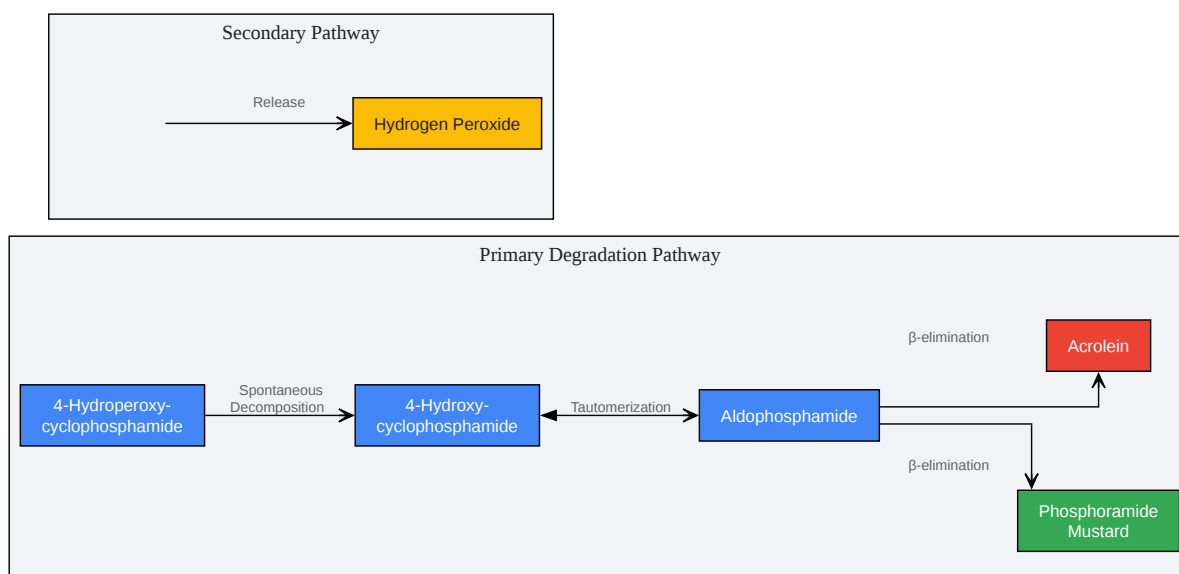 Secondary Pathway
Release
Hydrogen Peroxide
Primary Degradation Pathway
4-Hydroperoxy-
cyclophosphamide
Spontaneous
Decomposition
4-Hydroxy-
cyclophosphamide
Tautomerization
Aldophosphamide
β-elimination
Acrolein
β-elimination
Phosphoramide
Mustard